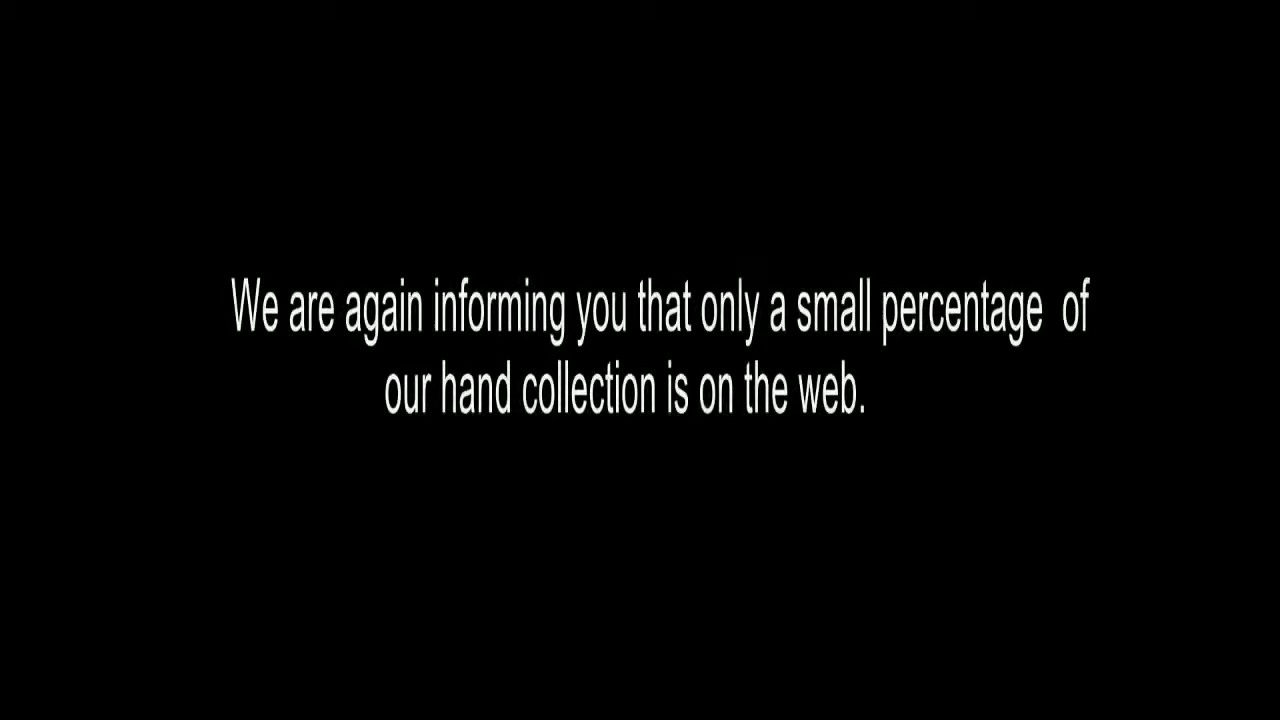 We are again informing you that only a small percentage  of
our hand collection is on the web.